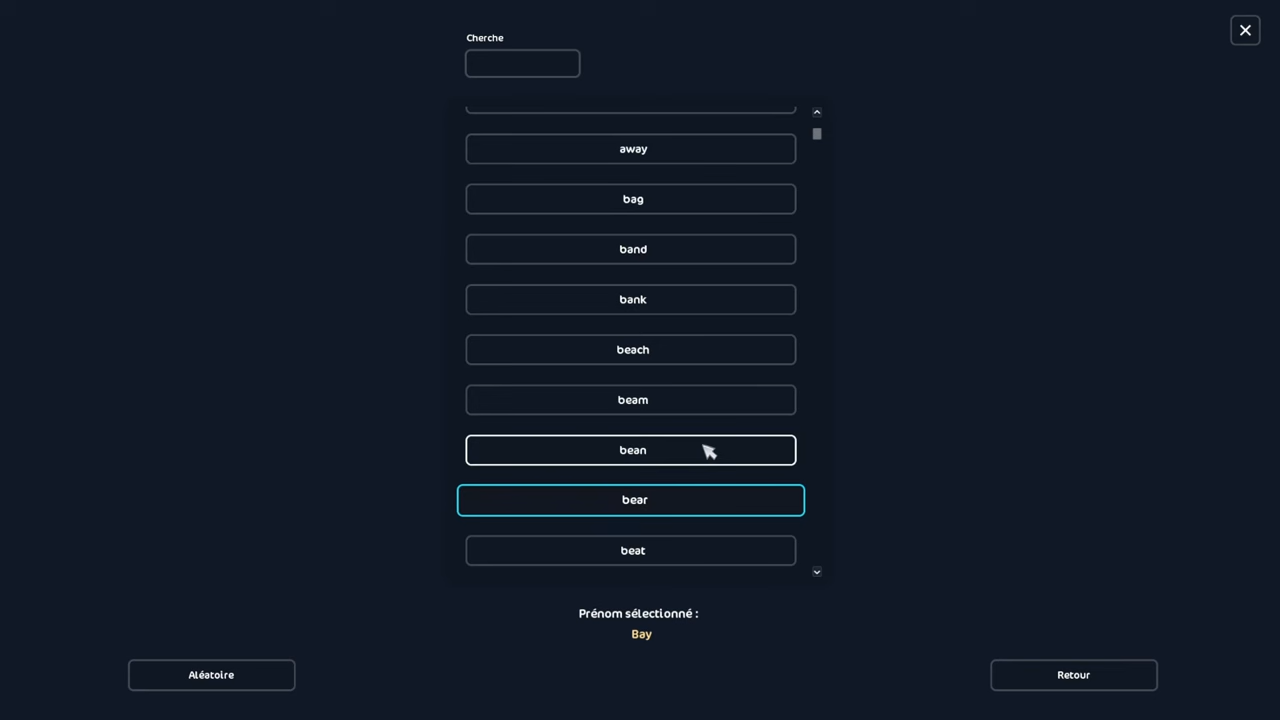 Cherche
away
bag
band
bank
beach
beam
bean
bear
beat
Prénom sélectionné :
Bay
Aléatoire
Retour